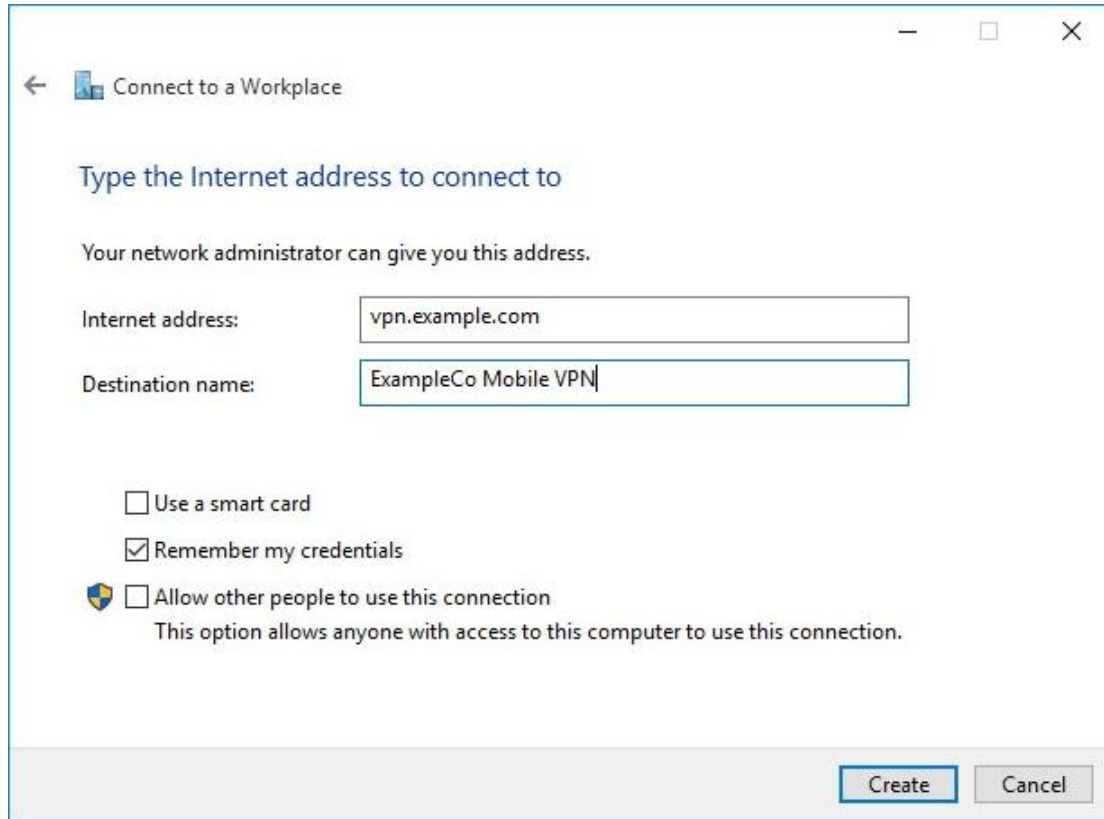 Connect to a Workplace
Type the Internet address to connect to
Your network administrator can give you this address.
Internet address: vpn.example.com
Destination name: ExampleCo Mobile VPN
Use a smart card
Remember my credentials
Allow other people to use this connection
This option allows anyone with access to this computer to use this connection.
Create Cancel